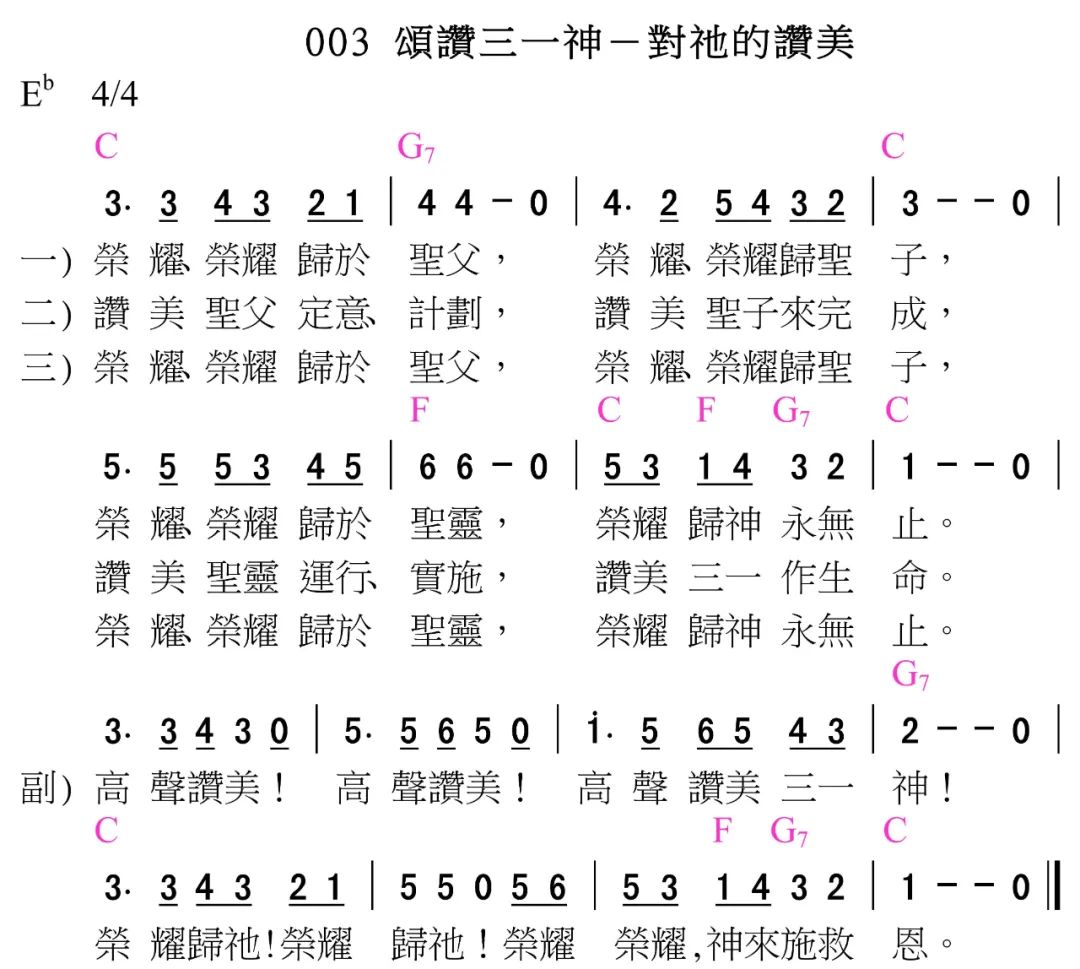 003 頌讚三一神－對祂的讚美
E♭ 4/4
C G7 C
3. 3 4 3 2 1 | 4 4 － 0 | 4. 2 5 4 3 2 | 3 － － 0 |
一) 榮 耀、榮耀 歸於 聖父， 榮 耀、榮耀歸聖 子，
二) 讚 美 聖父 定意、計劃， 讚 美 聖子來完 成，
三) 榮 耀、榮耀 歸於 聖父， 榮 耀、榮耀歸聖 子，
F C F G7 C
5. 5 5 3 4 5 | 6 6 － 0 | 5 3 1 4 3 2 | 1 － － 0 |
榮 耀、榮耀 歸於 聖靈， 榮耀 歸神 永無 止。
讚 美 聖靈 運行、實施， 讚美 三一 作生 命。
榮 耀、榮耀 歸於 聖靈， 榮耀 歸神 永無 止。
G7
3. 3 4 3 0 | 5. 5 6 5 0 | i. 5 6 5 4 3 | 2 － － 0 |
副) 高 聲讚美！ 高 聲讚美！ 高 聲 讚美 三一 神！
C F G7 C
3. 3 4 3 2 1 | 5 5 0 5 6 | 5 3 1 4 3 2 | 1 － － 0 ‖
榮 耀歸祂！榮耀 歸祂！榮耀 榮耀,神來施救 恩。